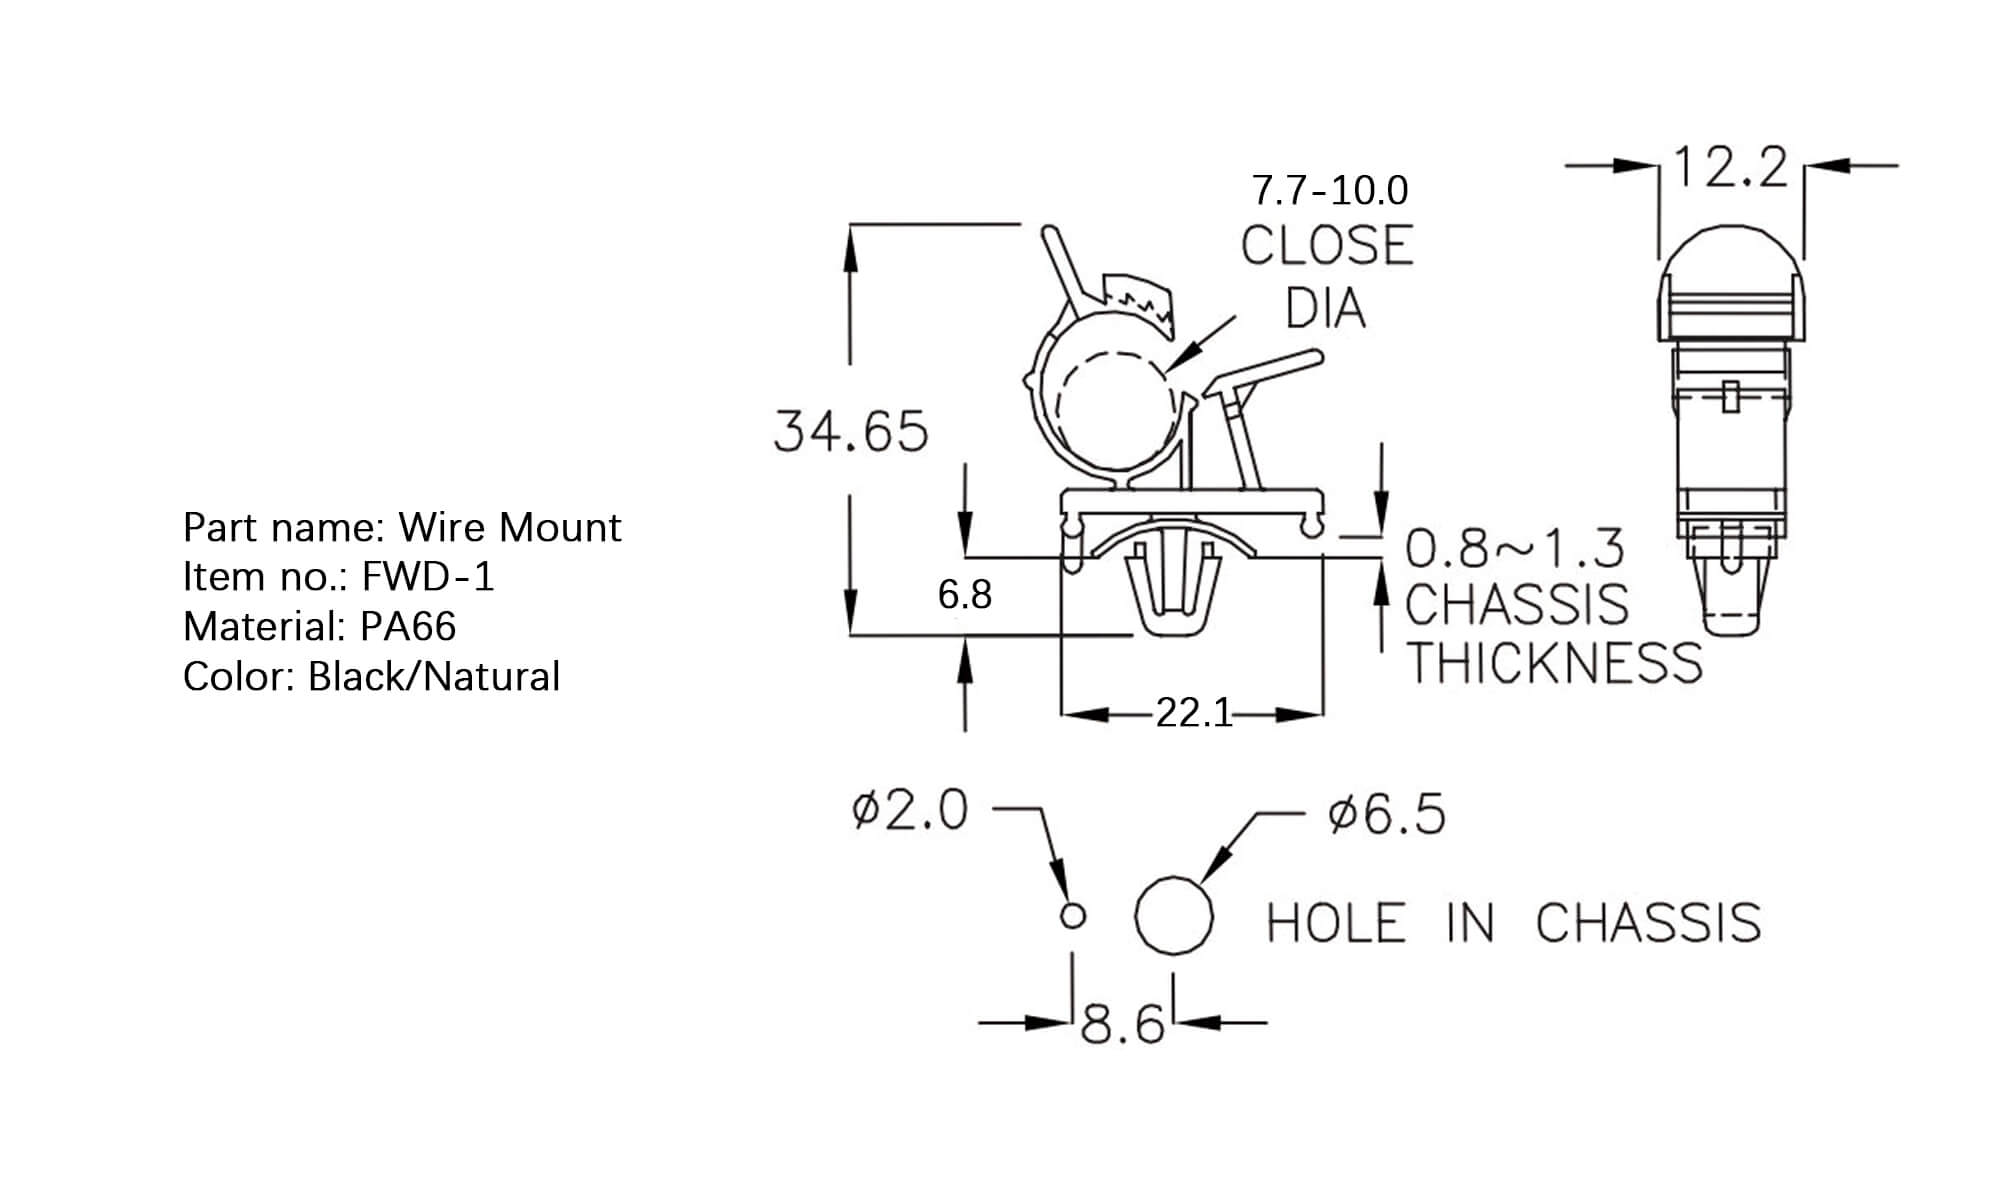 12.2
7.7-10.0
CLOSE
DIA
34.65
Part name: Wire Mount
Item no.: FWD-1
Material: PA66
Color: Black/Natural
0.8~1.3
CHASSIS
THICKNESS
6.8
22.1
ø2.0
ø6.5
HOLE IN CHASSIS
8.6